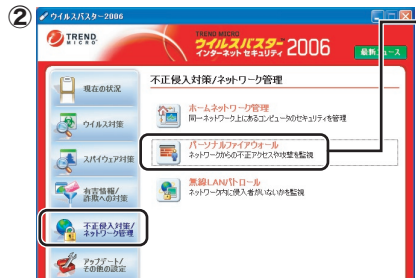 ②
ウイルスバスター2006
TREND MICRO
TREND MICRO
ウイルスバスター 2006
インターネット セキュリティ
最新ニュース
不正侵入対策/ネットワーク管理
現在の状況
ホームネットワーク管理
同一ネットワーク上にあるコンピュータのセキュリティを管理
ウイルス対策
パーソナルファイアウォール
ネットワークからの不正アクセスや攻撃を監視
スパイウェア対策
無線LANパトロール
ネットワーク内に侵入者がいないかを監視
有害情報/
詐欺への対策
不正侵入対策/
ネットワーク管理
アップデート/
その他の設定